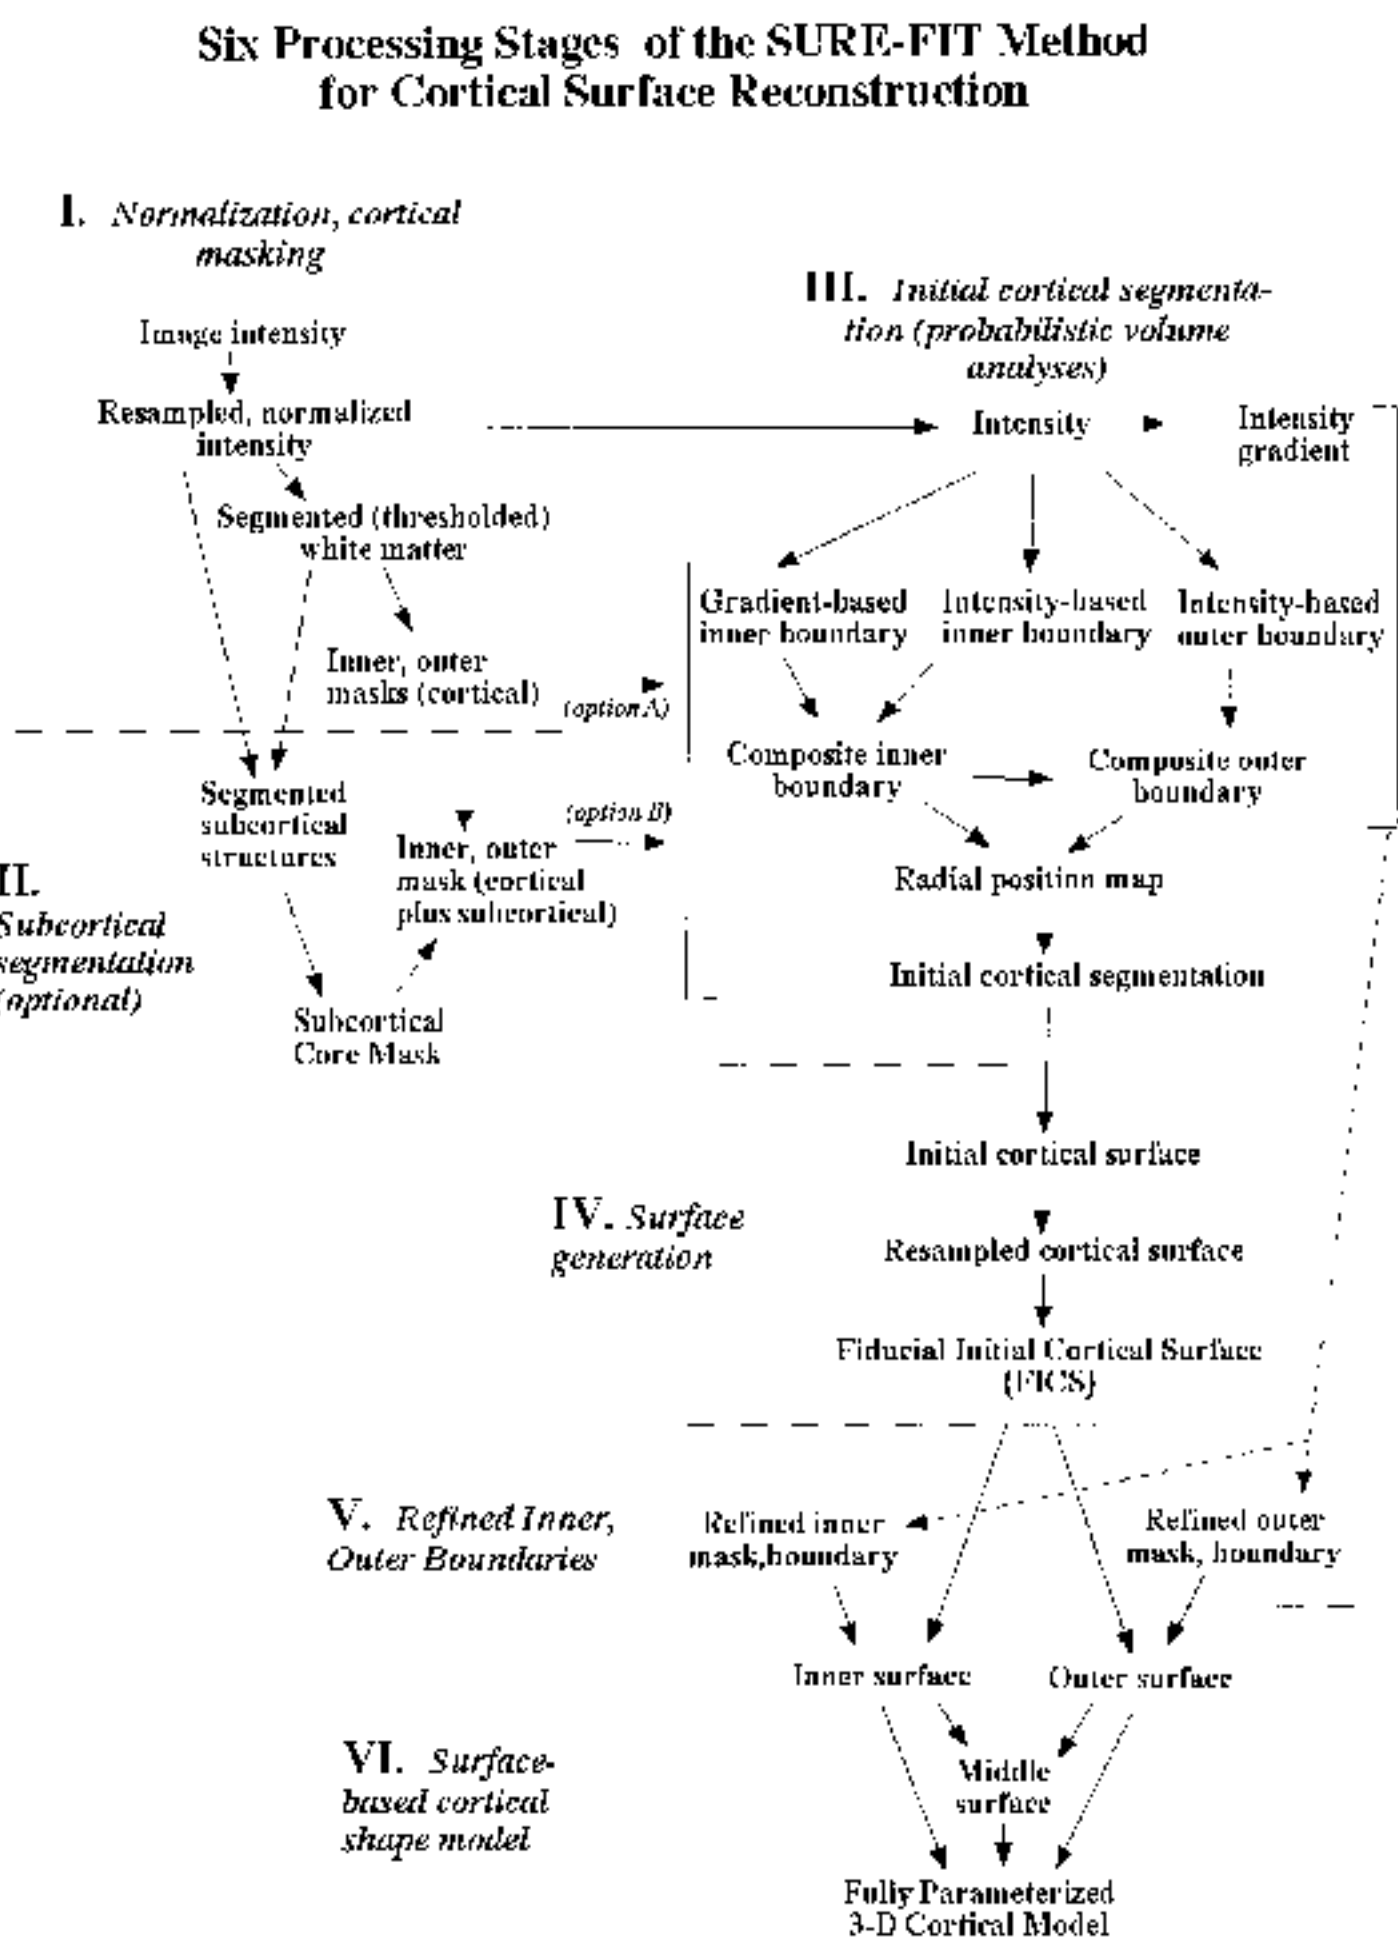 Six Processing Stages of the SURE-FIT Method
for Cortical Surface Reconstruction
I. Normalization, cortical
masking
Image intensity
Resampled, normalized
intensity
Segmented (thresholded)
white matter
Inner, outer
masks (cortical)
(option A)
Segmented
subcortical
structures
(option B)
Inner, outer
mask (cortical
plus subcortical)
II.
Subcortical
segmentation
(optional)
Subcortical
Core Mask
III. Initial cortical segmenta-
tion (probabilistic volume
analyses)
Intensity
Intensity
gradient
Gradient-based
inner boundary
Intensity-based
inner boundary
Intensity-based
outer boundary
Composite inner
boundary
Composite outer
boundary
Radial position map
Initial cortical segmentation
Initial cortical surface
IV. Surface
generation
Resampled cortical surface
Fiducial Initial Cortical Surface
(FICS)
V. Refined Inner,
Outer Boundaries
Refined inner
mask,boundary
Refined outer
mask, boundary
Inner surface
Outer surface
VI. Surface-
based cortical
shape model
Middle
surface
Fully Parameterized
3-D Cortical Model